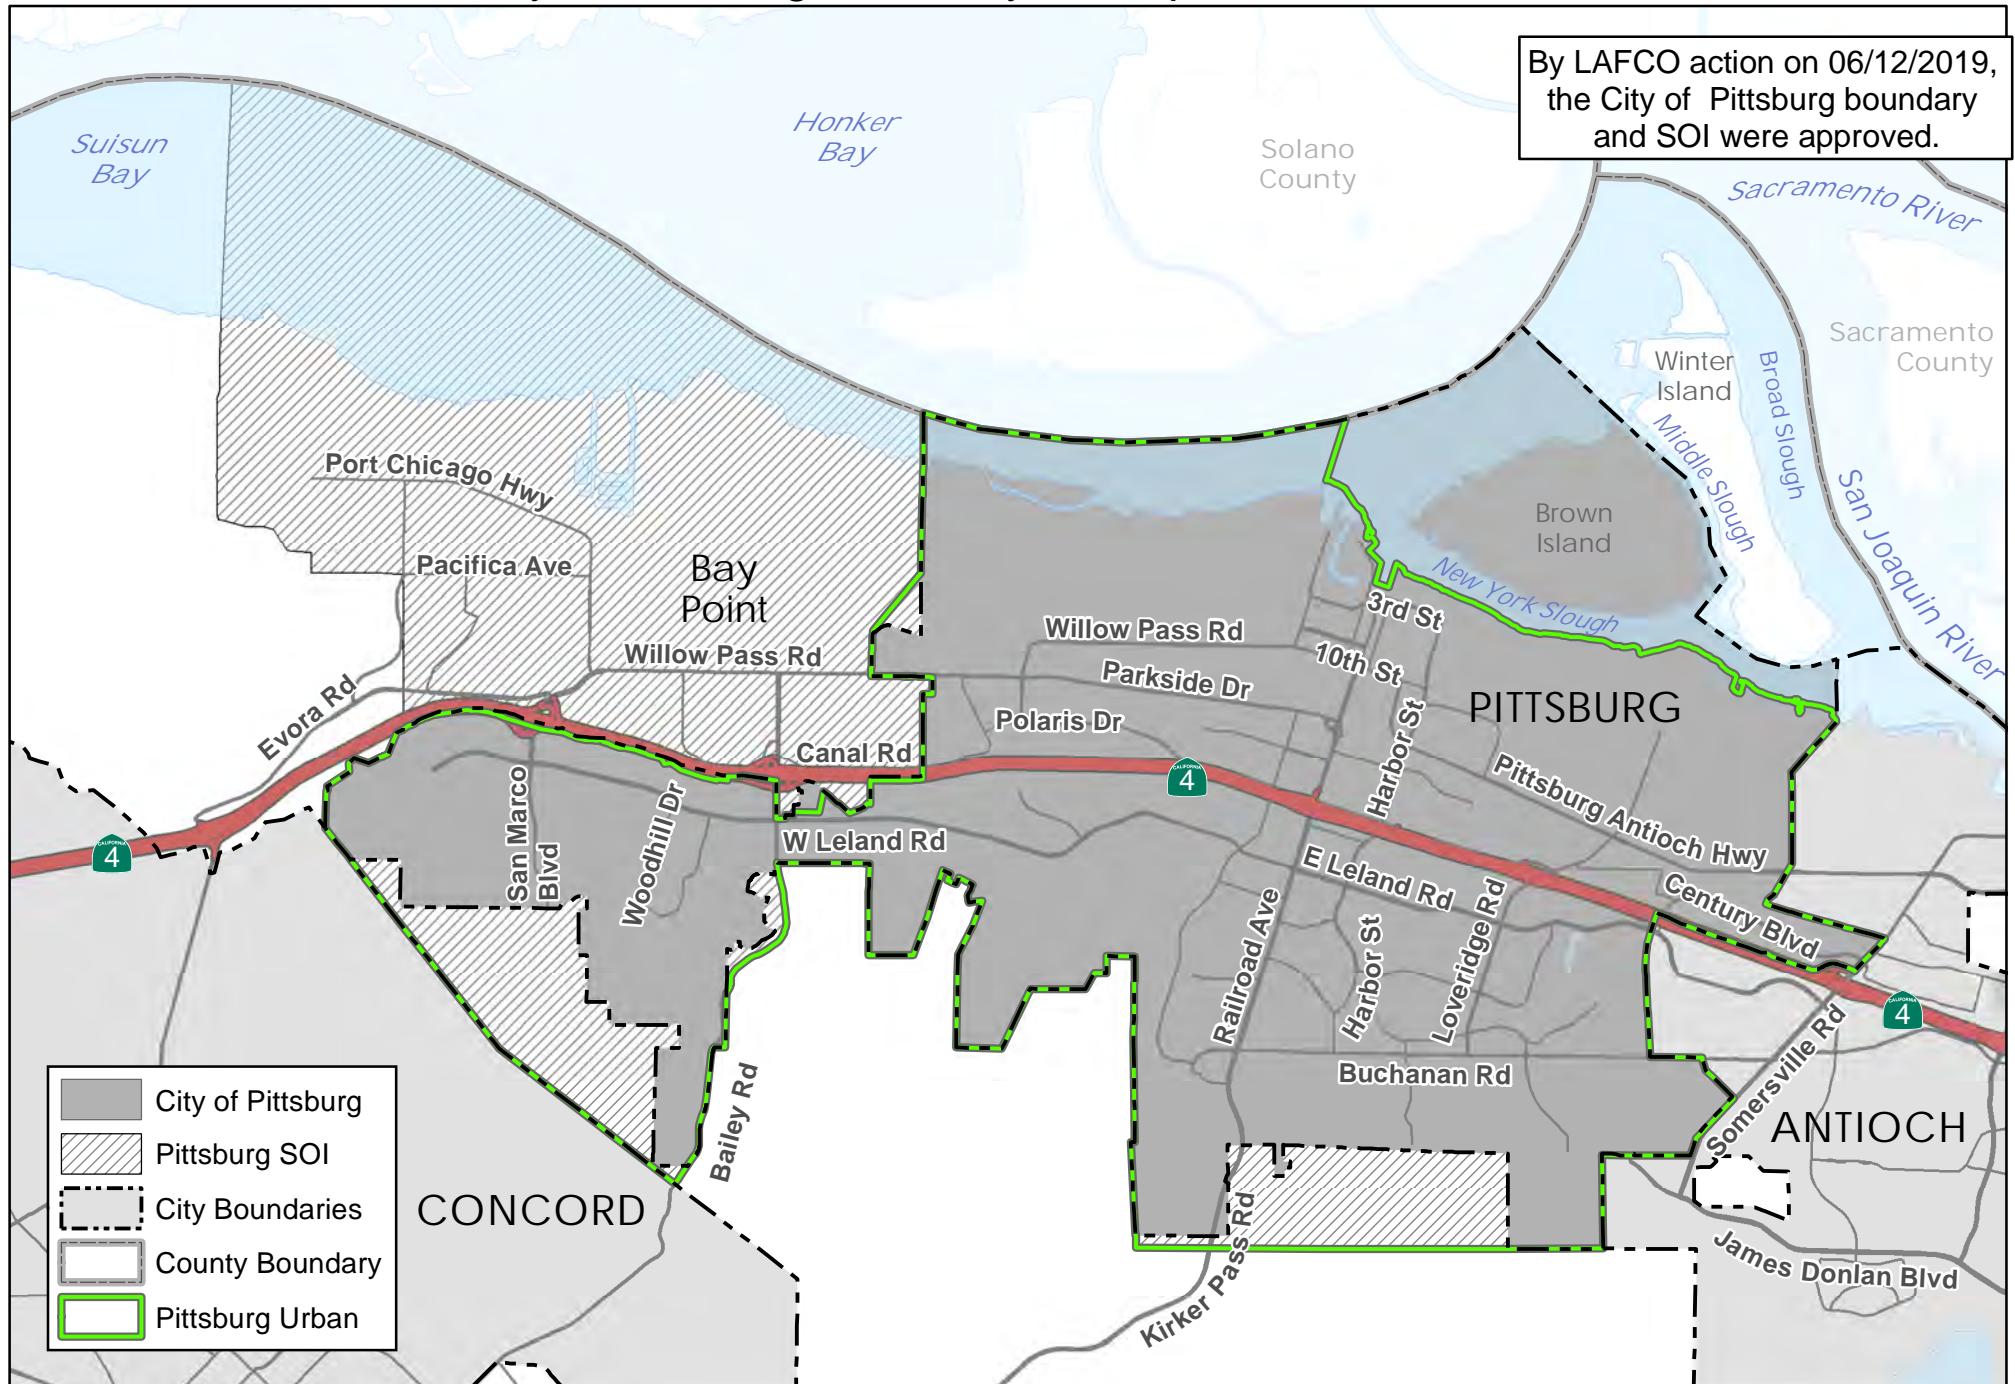 By LAFCO action on 06/12/2019,
the City of Pittsburg boundary
and SOI were approved.
Suisun
Bay
Honker
Bay
Solano
County
Sacramento River
Sacramento
County
Winter
Island
Broad Slough
Middle Slough
San Joaquin River
Brown
Island
New York Slough
Port Chicago Hwy
Pacifica Ave
Bay
Point
Willow Pass Rd
Willow Pass Rd
3rd St
10th St
Parkside Dr
Polaris Dr
PITTSBURG
Harbor St
Evora Rd
Canal Rd
CALIFORNIA
4
Pittsburg Antioch Hwy
San Marco
Blvd
Woodhill Dr
W Leland Rd
CALIFORNIA
4
E Leland Rd
Century Blvd
Railroad Ave
Harbor St
Loveridge Rd
CALIFORNIA
4
Somersville Rd
Buchanan Rd
ANTIOCH
Bailey Rd
CONCORD
Kirker Pass Rd
James Donlan Blvd
City of Pittsburg
Pittsburg SOI
City Boundaries
County Boundary
Pittsburg Urban